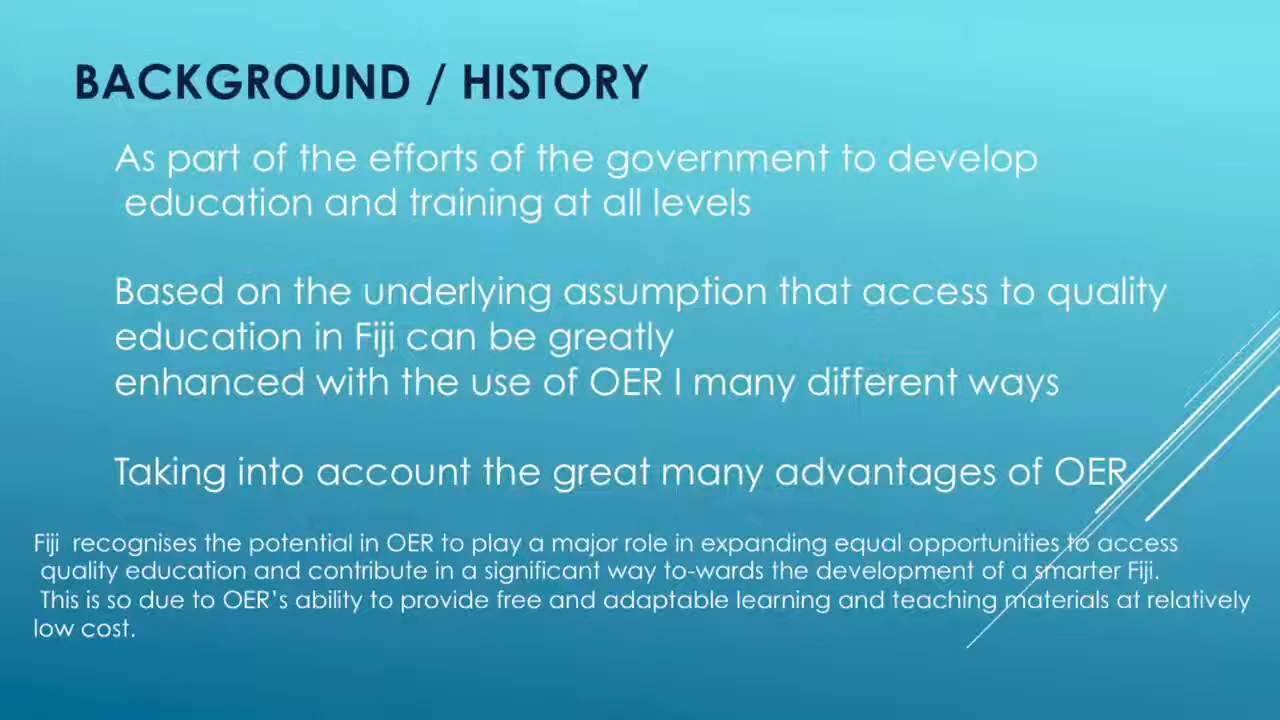 BACKGROUND / HISTORY
As part of the efforts of the government to develop
education and training at all levels
Based on the underlying assumption that access to quality
education in Fiji can be greatly
enhanced with the use of OER I many different ways
Taking into account the great many advantages of OER
Fiji recognises the potential in OER to play a major role in expanding equal opportunities to access
quality education and contribute in a significant way to-wards the development of a smarter Fiji.
This is so due to OER’s ability to provide free and adaptable learning and teaching materials at relatively
low cost.